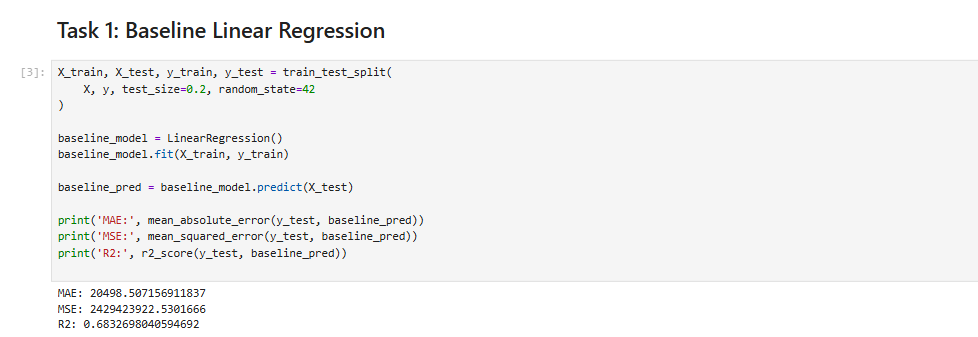 Task 1: Baseline Linear Regression
[3]:
X_train, X_test, y_train, y_test = train_test_split(
    X, y, test_size=0.2, random_state=42
)
baseline_model = LinearRegression()
baseline_model.fit(X_train, y_train)
baseline_pred = baseline_model.predict(X_test)
print('MAE:', mean_absolute_error(y_test, baseline_pred))
print('MSE:', mean_squared_error(y_test, baseline_pred))
print('R2:', r2_score(y_test, baseline_pred))
MAE: 20498.507156911837
MSE: 2429423922.5301666
R2: 0.6832698040594692